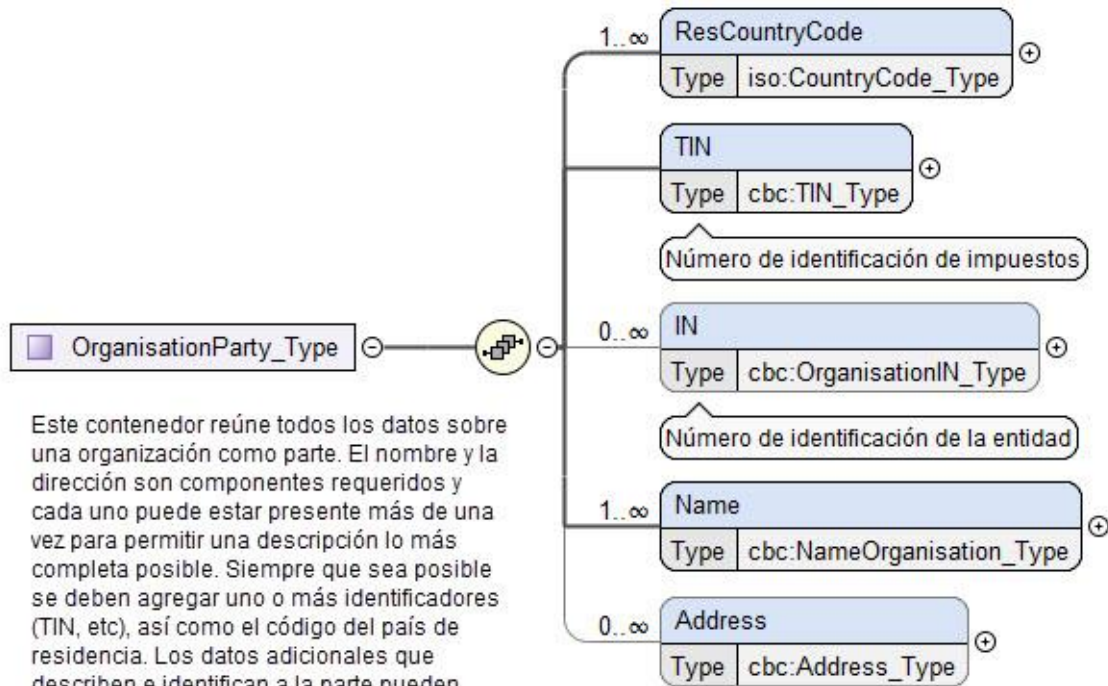 1..∞
ResCountryCode
Type iso:CountryCode_Type
TIN
Type cbc:TIN_Type
Número de identificación de impuestos
0..∞
IN
Type cbc:OrganisationIN_Type
Número de identificación de la entidad
1..∞
Name
Type cbc:NameOrganisation_Type
0..∞
Address
Type cbc:Address_Type
OrganisationParty_Type
Este contenedor reúne todos los datos sobre
una organización como parte. El nombre y la
dirección son componentes requeridos y
cada uno puede estar presente más de una
vez para permitir una descripción lo más
completa posible. Siempre que sea posible
se deben agregar uno o más identificadores
(TIN, etc), así como el código del país de
residencia. Los datos adicionales que
describen e identifican a la parte pueden